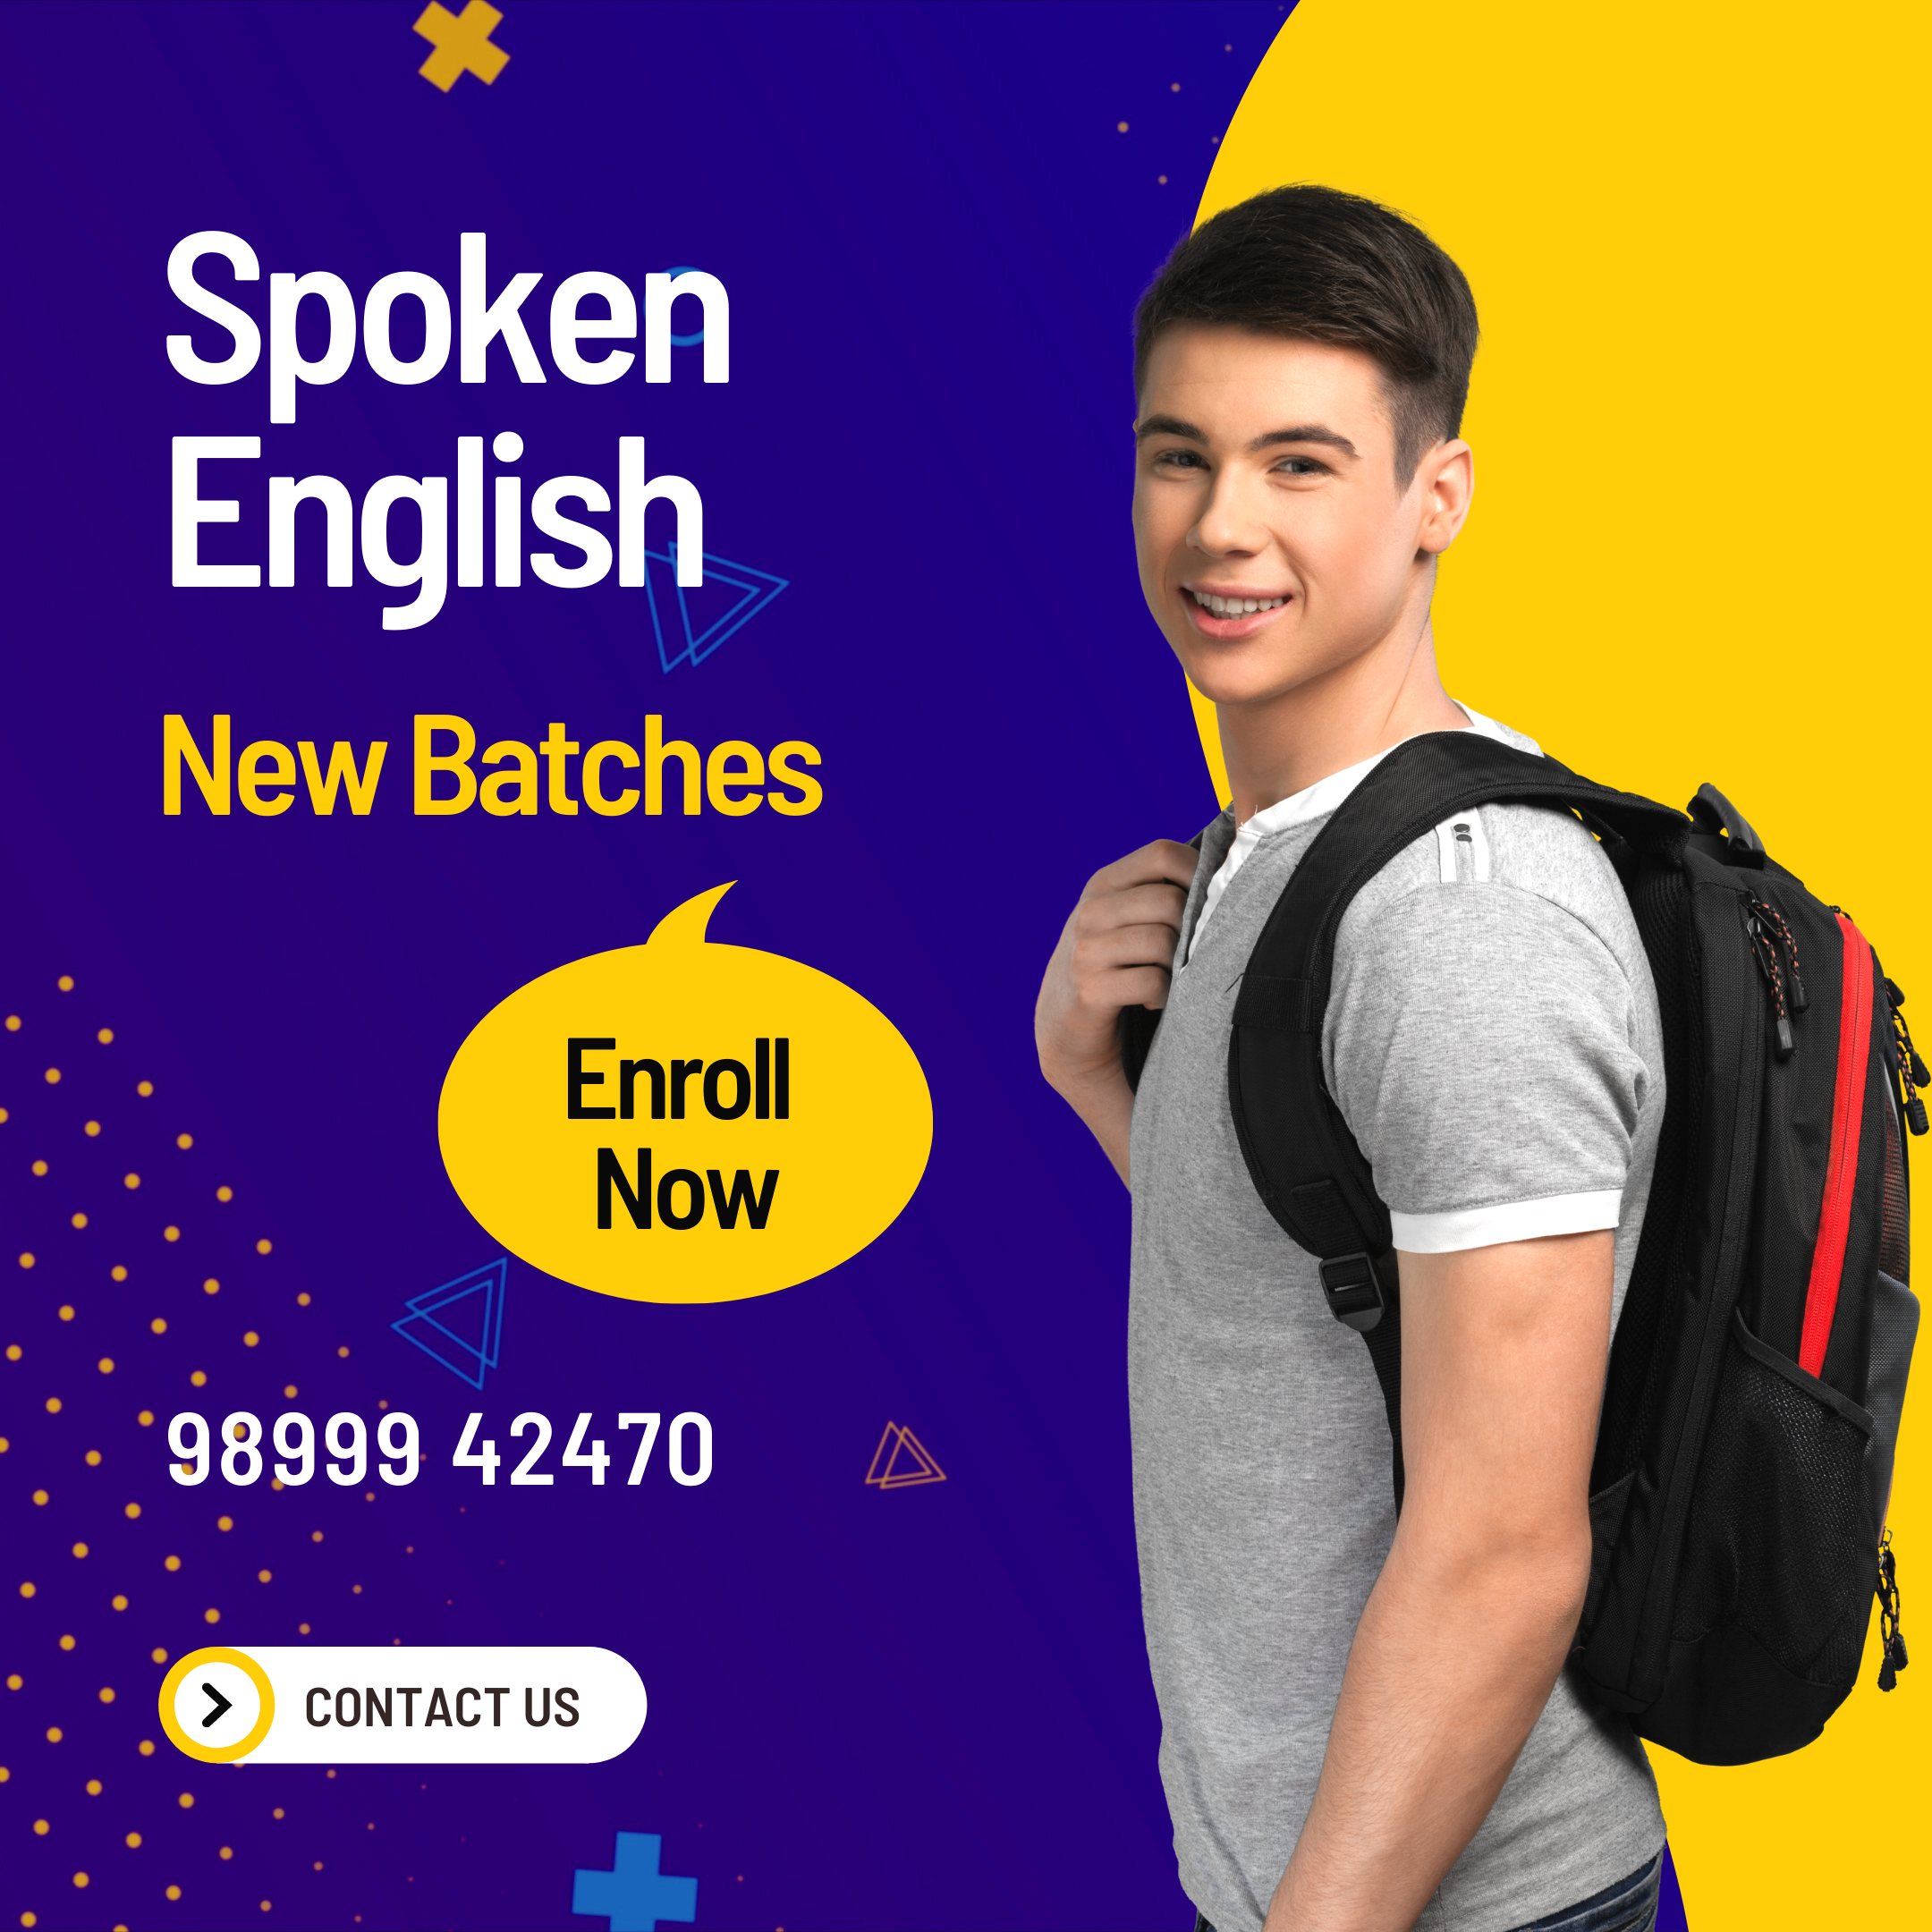 Spoken
English
New Batches
Enroll
Now
98999 42470
CONTACT US